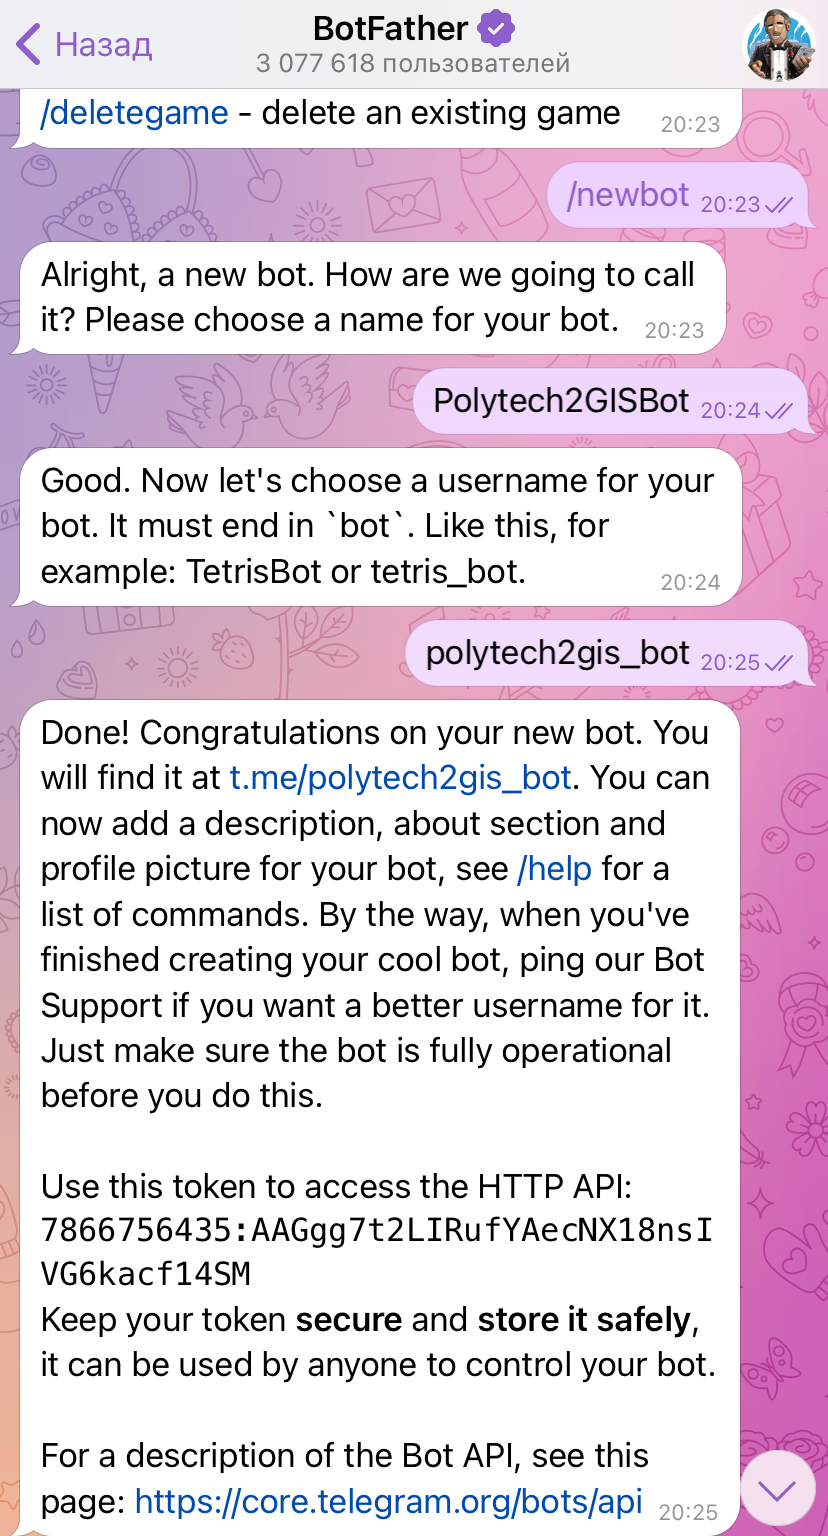 Назад
BotFather
3 077 618 пользователей
/deletegame - delete an existing game 20:23
/newbot 20:23
Alright, a new bot. How are we going to call
it? Please choose a name for your bot. 20:23
Polytech2GISBot 20:24
Good. Now let's choose a username for your
bot. It must end in `bot`. Like this, for
example: TetrisBot or tetris_bot. 20:24
polytech2gis_bot 20:25
Done! Congratulations on your new bot. You
will find it at t.me/polytech2gis_bot. You can
now add a description, about section and
profile picture for your bot, see /help for a
list of commands. By the way, when you've
finished creating your cool bot, ping our Bot
Support if you want a better username for it.
Just make sure the bot is fully operational
before you do this.
Use this token to access the HTTP API:
7866756435:AAGgg7t2LIRufYAecNX18nsI
VG6kacf14SM
Keep your token secure and store it safely,
it can be used by anyone to control your bot.
For a description of the Bot API, see this
page: https://core.telegram.org/bots/api 20:25